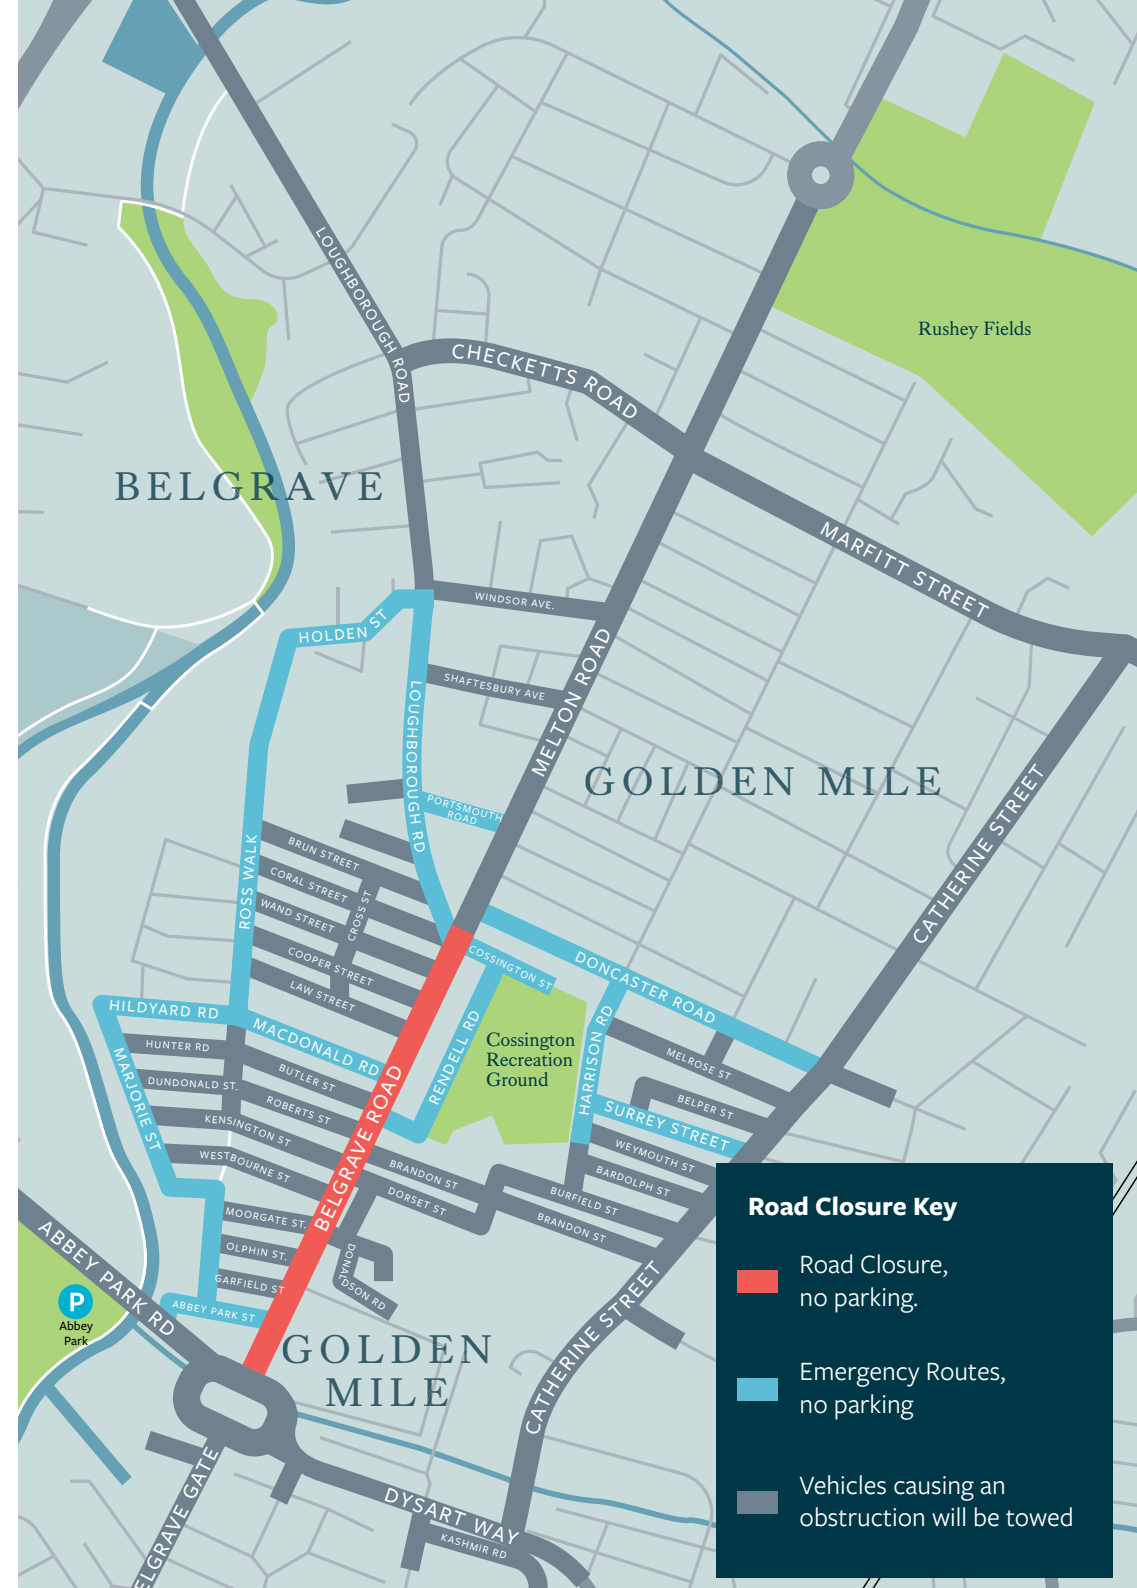 LOUGHBOROUGH ROAD
CHECKETTS ROAD
Rushey Fields
BELGRAVE
MARFITT STREET
WINDSOR AVE.
HOLDEN ST
SHAFTESBURY AVE
LOUGHBOROUGH RD
MELTON ROAD
GOLDEN MILE
PORTSMOUTH
ROAD
CATHERINE STREET
ROSS WALK
BRUN STREET
CORAL STREET
CROSS ST
WAND STREET
COOPER STREET
LAW STREET
COSSINGTON ST
DONCASTER ROAD
HILDYARD RD
MACDONALD RD
RENDELL RD
Cossington
Recreation
Ground
HARRISON RD
MELROSE ST
HUNTER RD
BUTLER ST
MARJORIE ST
DUNDONALD ST.
ROBERTS ST
BELPER ST
SURREY STREET
KENSINGTON ST
WEYMOUTH ST
WESTBOURNE ST
BELGRAVE ROAD
BRANDON ST
BARDOLPH ST
DORSET ST
BURFIELD ST
BRANDON ST
MOORGATE ST.
OLPHIN ST.
DONALDSON RD
GARFIELD ST
ABBEY PARK ST
ABBEY PARK RD
P
Abbey
Park
GOLDEN
MILE
CATHERINE STREET
BELGRAVE GATE
DYSART WAY
KASHMIR RD
Road Closure Key
Road Closure,
no parking.
Emergency Routes,
no parking
Vehicles causing an
obstruction will be towed